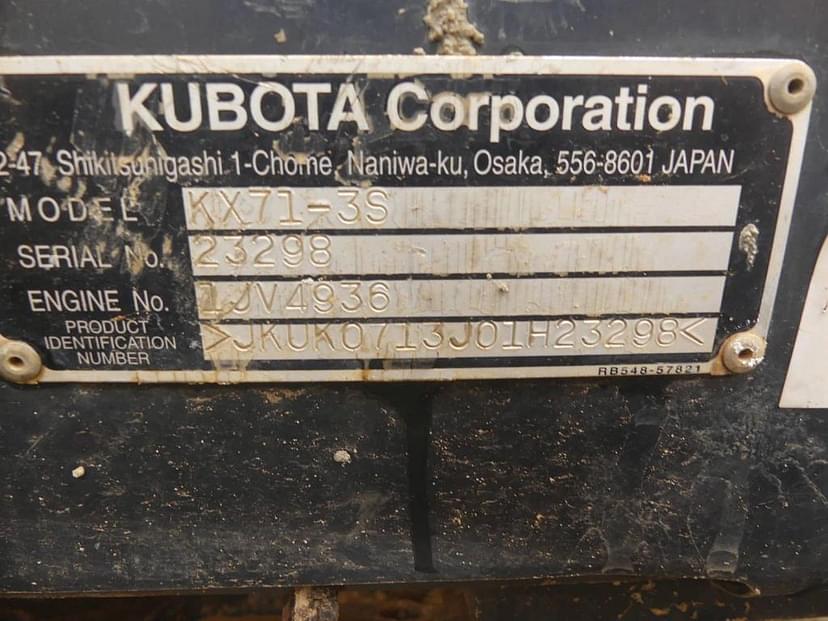 KUBOTA Corporation
2-47, Shikitsuhigashi 1-Chome, Naniwa-ku, Osaka, 556-8601 JAPAN
MODEL KX71-3S
SERIAL No. 23298
ENGINE No. 1JV4936
PRODUCT IDENTIFICATION NUMBER >JKUK0713J01H23298<
RB548-57821